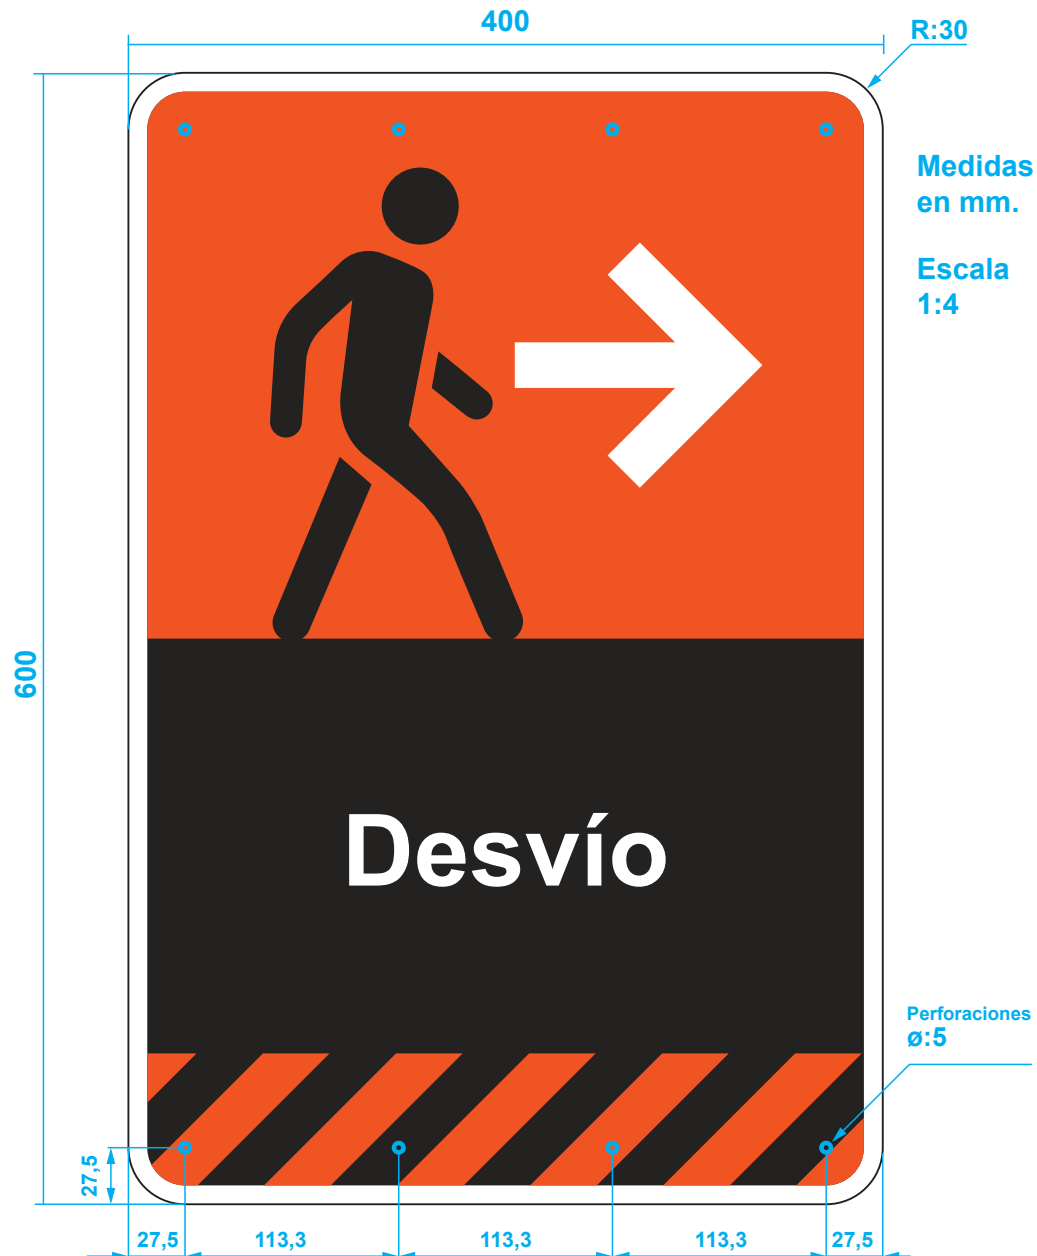 400
R:30
Medidas
en mm.
Escala
1:4
600
Desvío
Perforaciones
ø:5
27,5
27,5
113,3
113,3
113,3
27,5